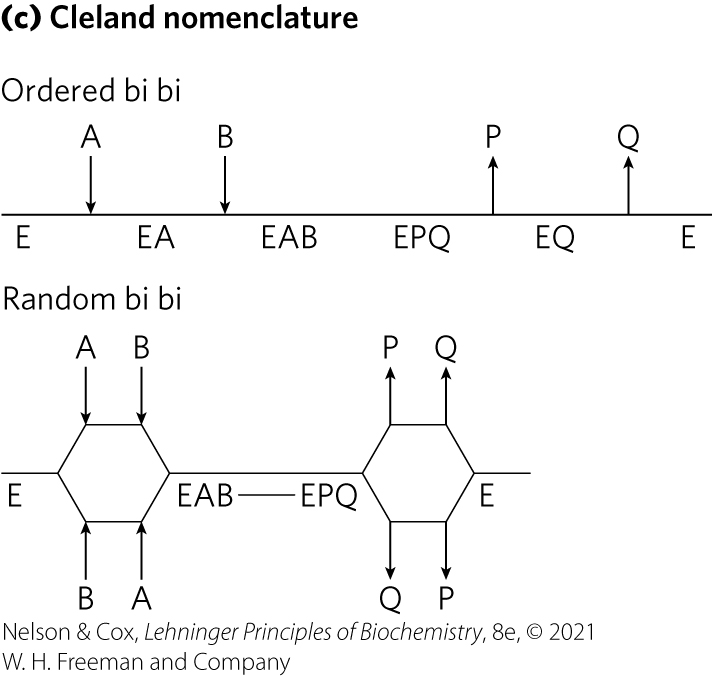 (c) Cleland nomenclature
Ordered bi bi
A B P Q
E EA EAB EPQ EQ E
Random bi bi
A B P Q
E EAB EPQ E
B A Q P
Nelson & Cox, Lehninger Principles of Biochemistry, 8e, © 2021
W. H. Freeman and Company